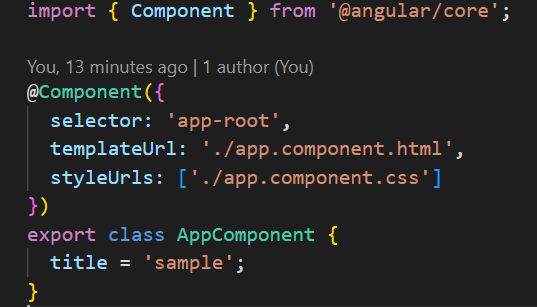 import { Component } from '@angular/core';
You, 13 minutes ago | 1 author (You)
@Component({
  selector: 'app-root',
  templateUrl: './app.component.html',
  styleUrls: ['./app.component.css']
})
export class AppComponent {
  title = 'sample';
}